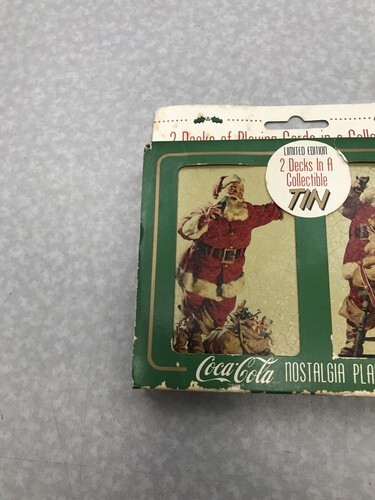 2 Decks of Playing Cards in a Colle
LIMITED EDITION
2 Decks In A
Collectible
TIN
Coca-Cola NOSTALGIA PLA